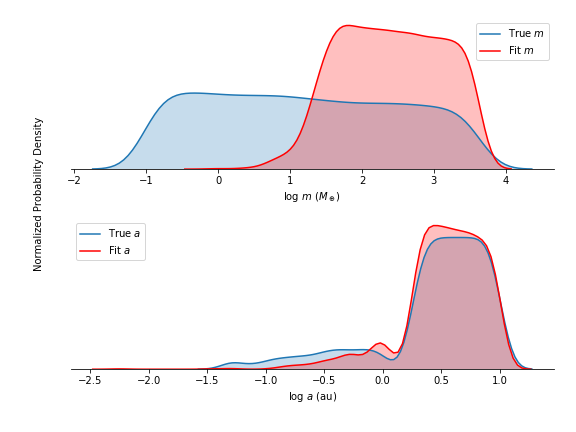 True m
Fit m
−2 −1 0 1 2 3 4
log m (M⊕)
Normalized Probability Density
True a
Fit a
−2.5 −2.0 −1.5 −1.0 −0.5 0.0 0.5 1.0
log a (au)